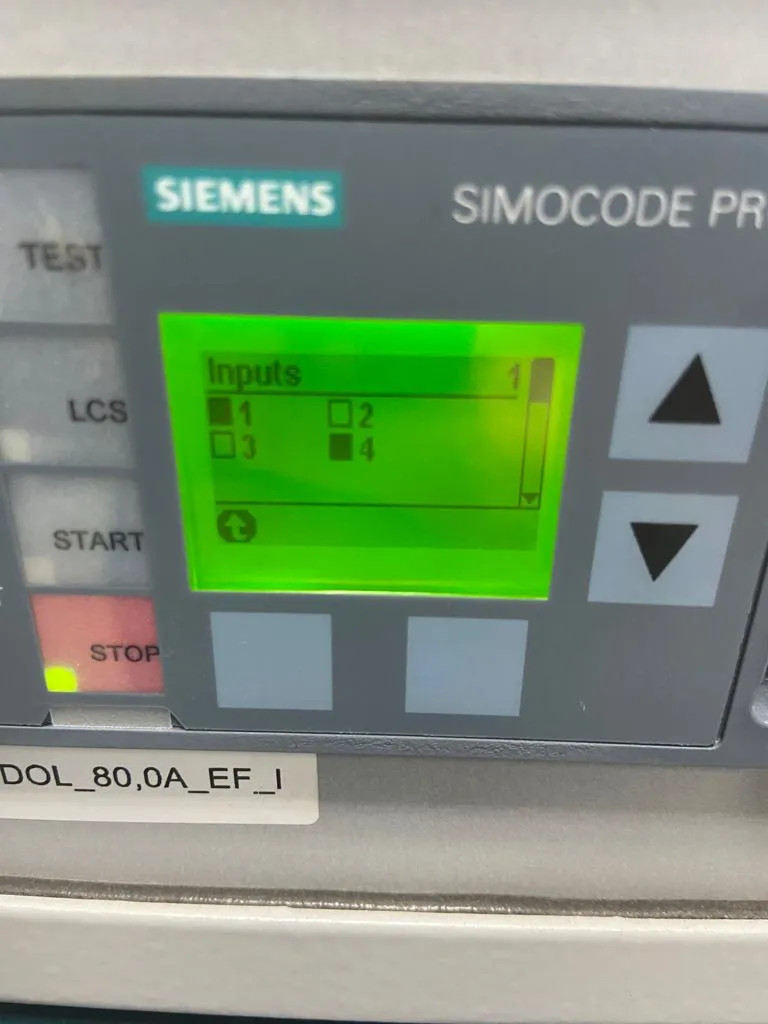 SIEMENS
SIMOCODE PR
TEST
LCS
START
STOP
Inputs 1
1 2
3 4
DOL_80,0A_EF_I